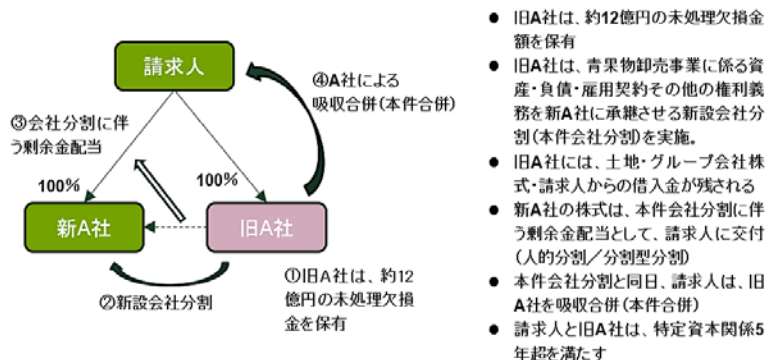 請求人
④A社による
吸収合併(本件合併)
③会社分割に伴
う剰余金配当
100%
100%
新A社
旧A社
①旧A社は、約12
億円の未処理欠損
金を保有
②新設会社分割
● 旧A社は、約12億円の未処理欠損金
額を保有
● 旧A社は、青果物卸売事業に係る資
産・負債・雇用契約その他の権利義
務を新A社に承継させる新設会社分
割(本件会社分割)を実施。
● 旧A社には、土地・グループ会社株
式・請求人からの借入金が残される
● 新A社の株式は、本件会社分割に伴
う剰余金配当として、請求人に交付
(人的分割/分割型分割)
● 本件会社分割と同日、請求人は、旧
A社を吸収合併(本件合併)
● 請求人と旧A社は、特定資本関係5
年超を満たす